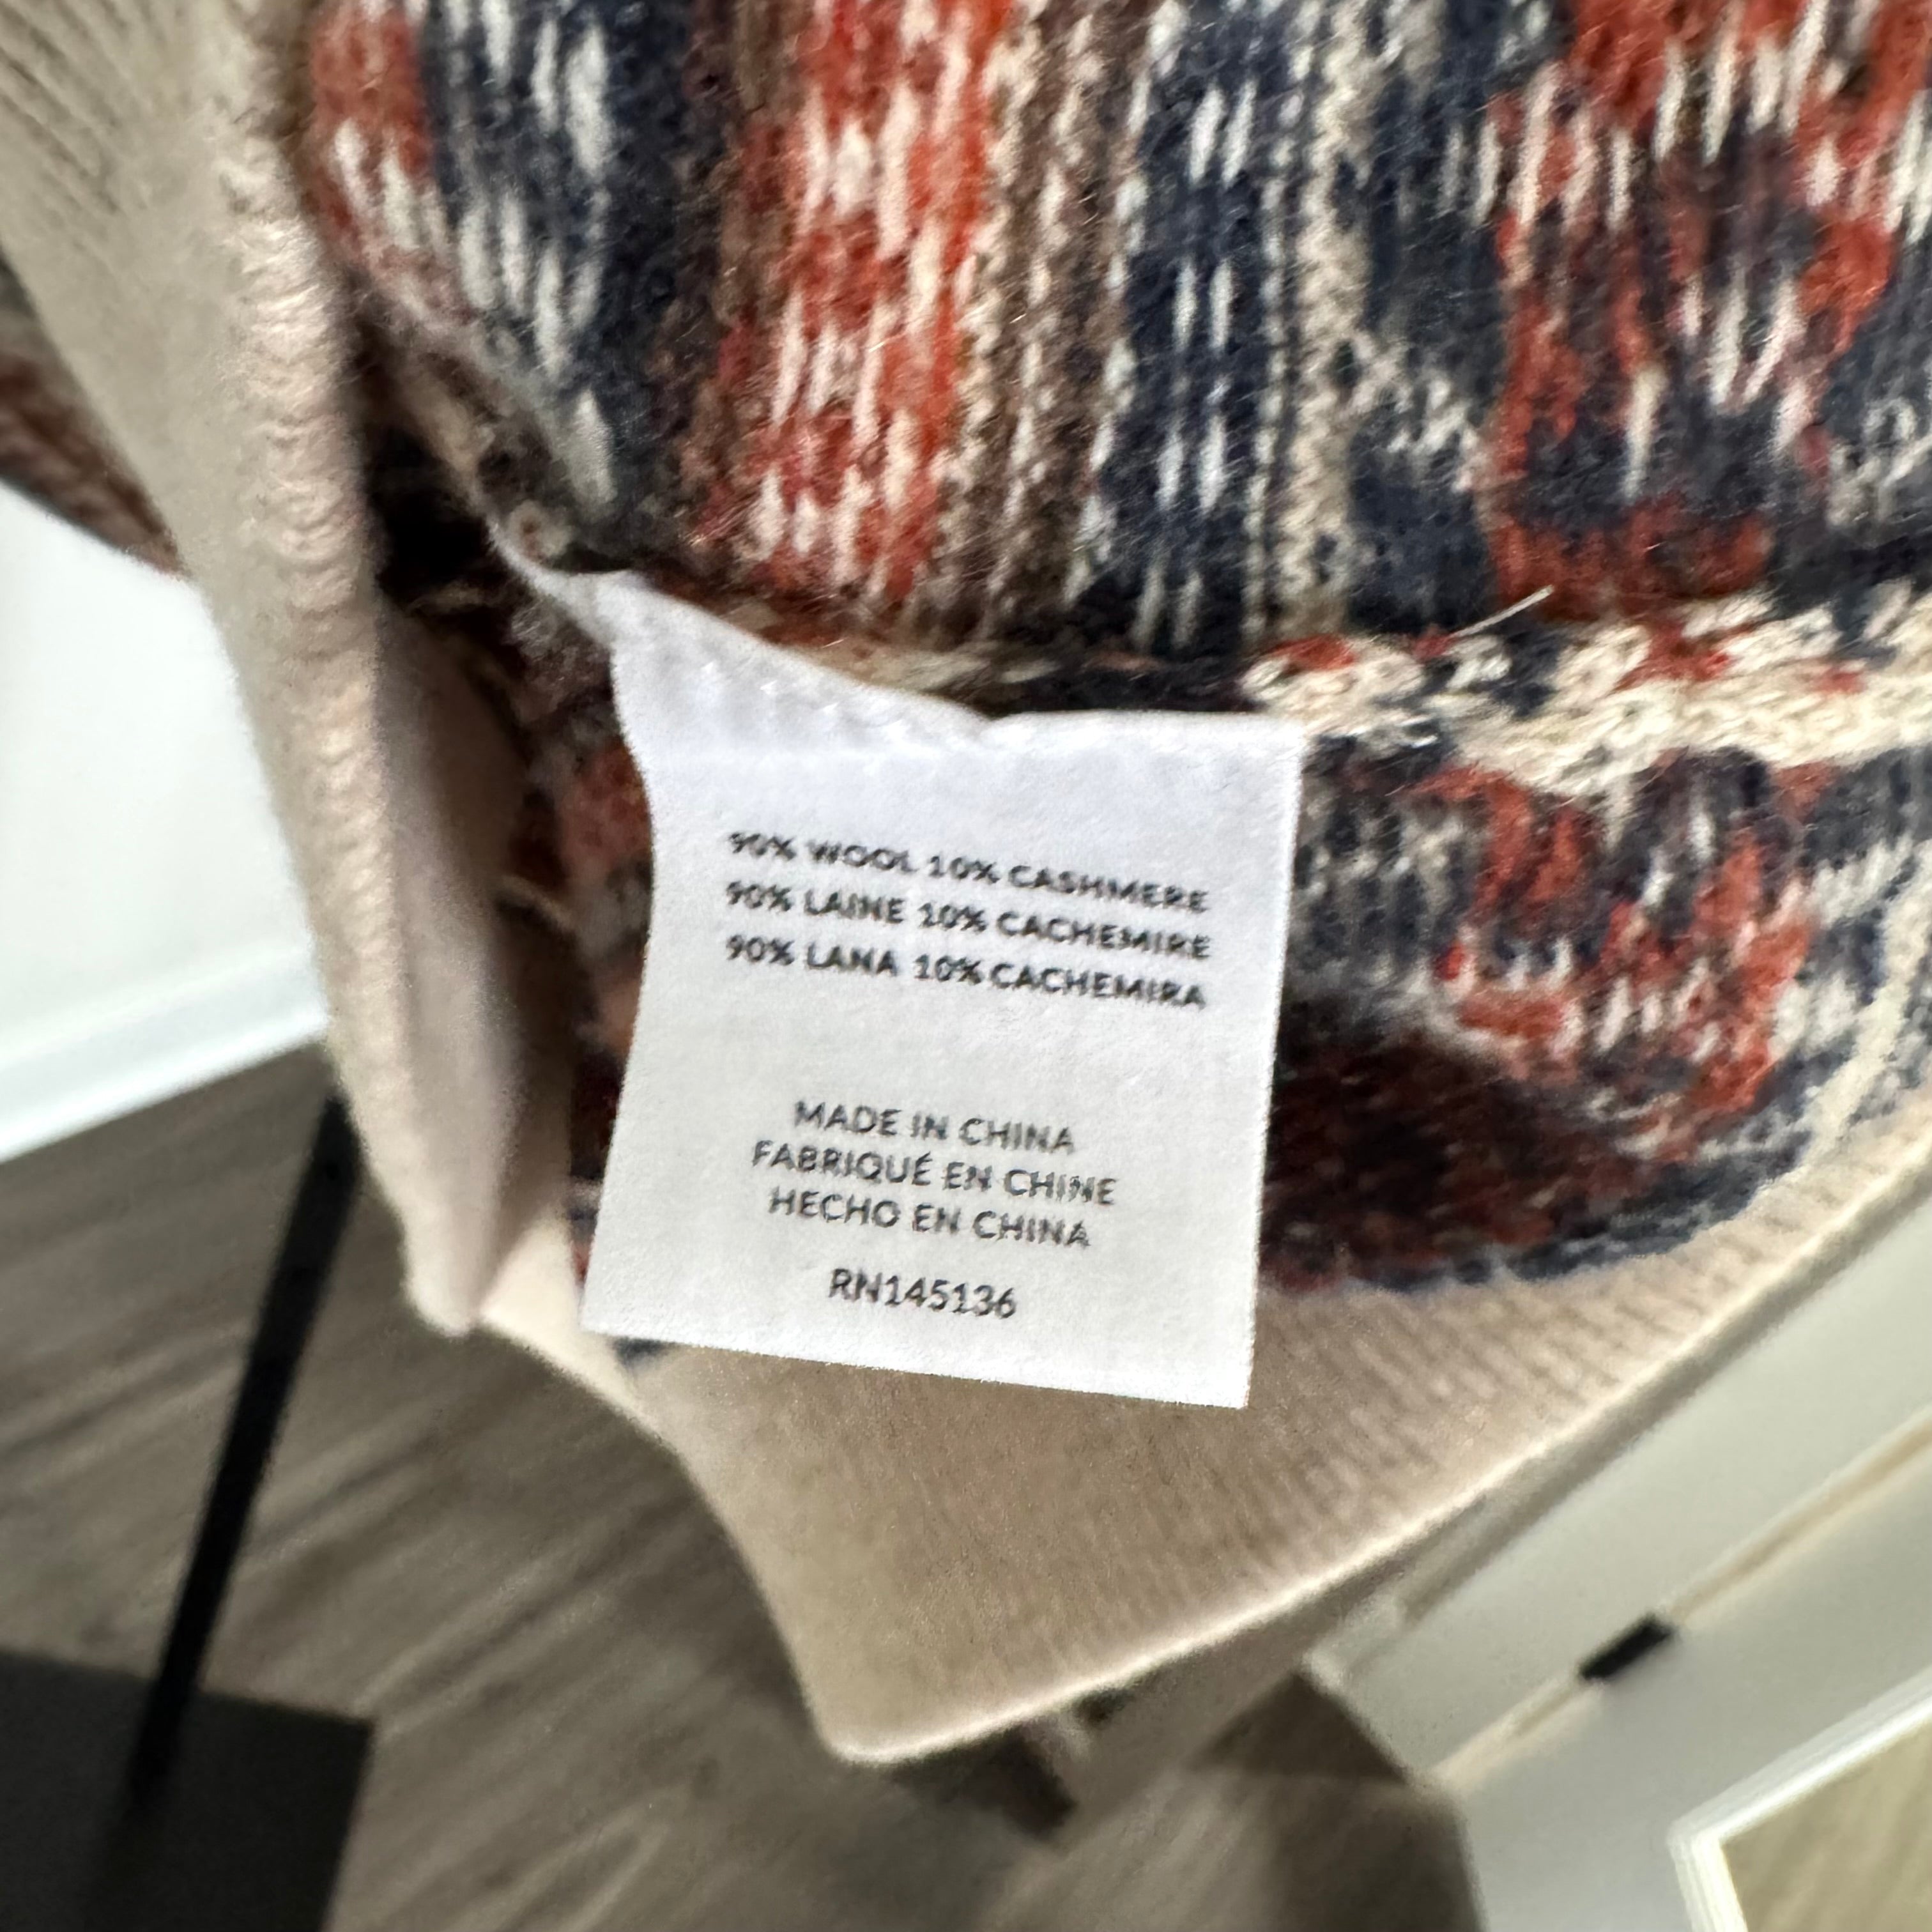 90% WOOL 10% CASHMERE
90% LAINE 10% CACHEMIRE
90% LANA 10% CACHEMIRA
MADE IN CHINA
FABRIQUÉ EN CHINE
HECHO EN CHINA
RN145136